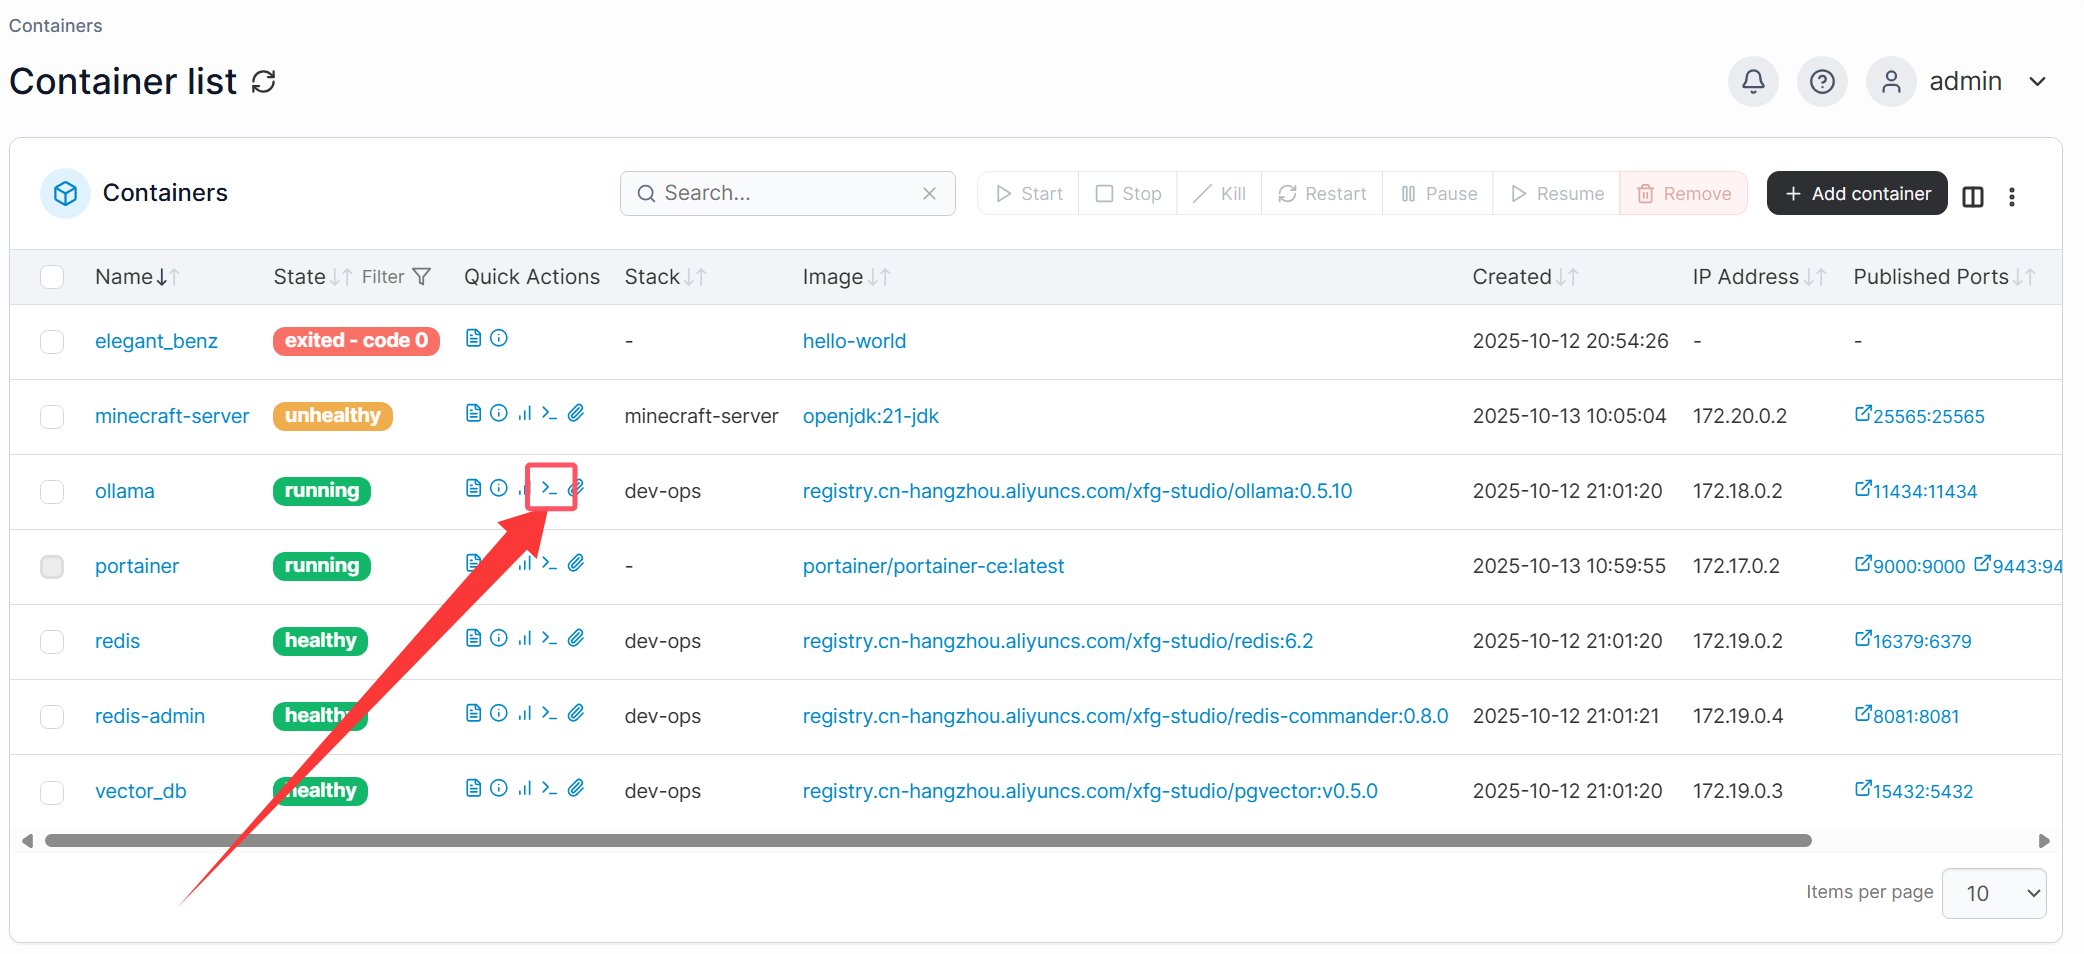 Containers
Container list
admin
Containers
Search...
Start Stop Kill Restart Pause Resume Remove
Add container
Name State Filter Quick Actions Stack Image Created IP Address Published Ports
elegant_benz exited - code 0 - hello-world 2025-10-12 20:54:26 - -
minecraft-server unhealthy minecraft-server openjdk:21-jdk 2025-10-13 10:05:04 172.20.0.2 25565:25565
ollama running dev-ops registry.cn-hangzhou.aliyuncs.com/xfg-studio/ollama:0.5.10 2025-10-12 21:01:20 172.18.0.2 11434:11434
portainer running - portainer/portainer-ce:latest 2025-10-13 10:59:55 172.17.0.2 9000:9000 9443:94
redis healthy dev-ops registry.cn-hangzhou.aliyuncs.com/xfg-studio/redis:6.2 2025-10-12 21:01:20 172.19.0.2 16379:6379
redis-admin healthy dev-ops registry.cn-hangzhou.aliyuncs.com/xfg-studio/redis-commander:0.8.0 2025-10-12 21:01:21 172.19.0.4 8081:8081
vector_db healthy dev-ops registry.cn-hangzhou.aliyuncs.com/xfg-studio/pgvector:v0.5.0 2025-10-12 21:01:20 172.19.0.3 15432:5432
Items per page 10